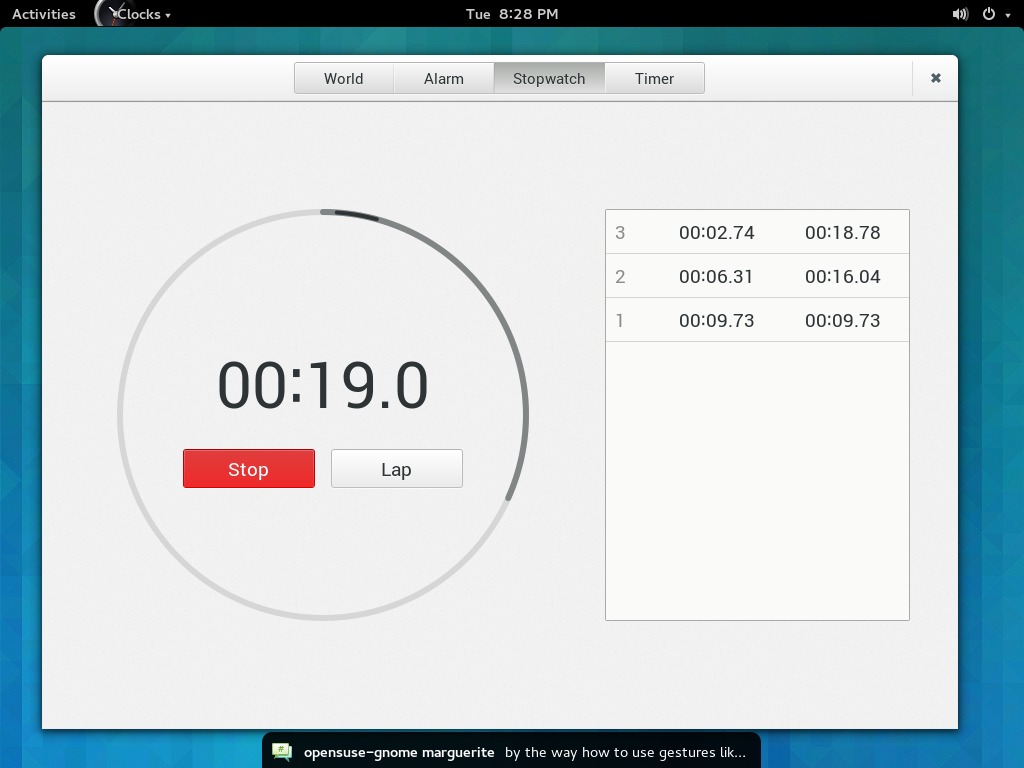 Activities Clocks Tue 8:28 PM
World Alarm Stopwatch Timer
3 00:02.74 00:18.78
2 00:06.31 00:16.04
1 00:09.73 00:09.73
00:19.0
Stop Lap
# opensuse-gnome marguerite by the way how to use gestures lik...